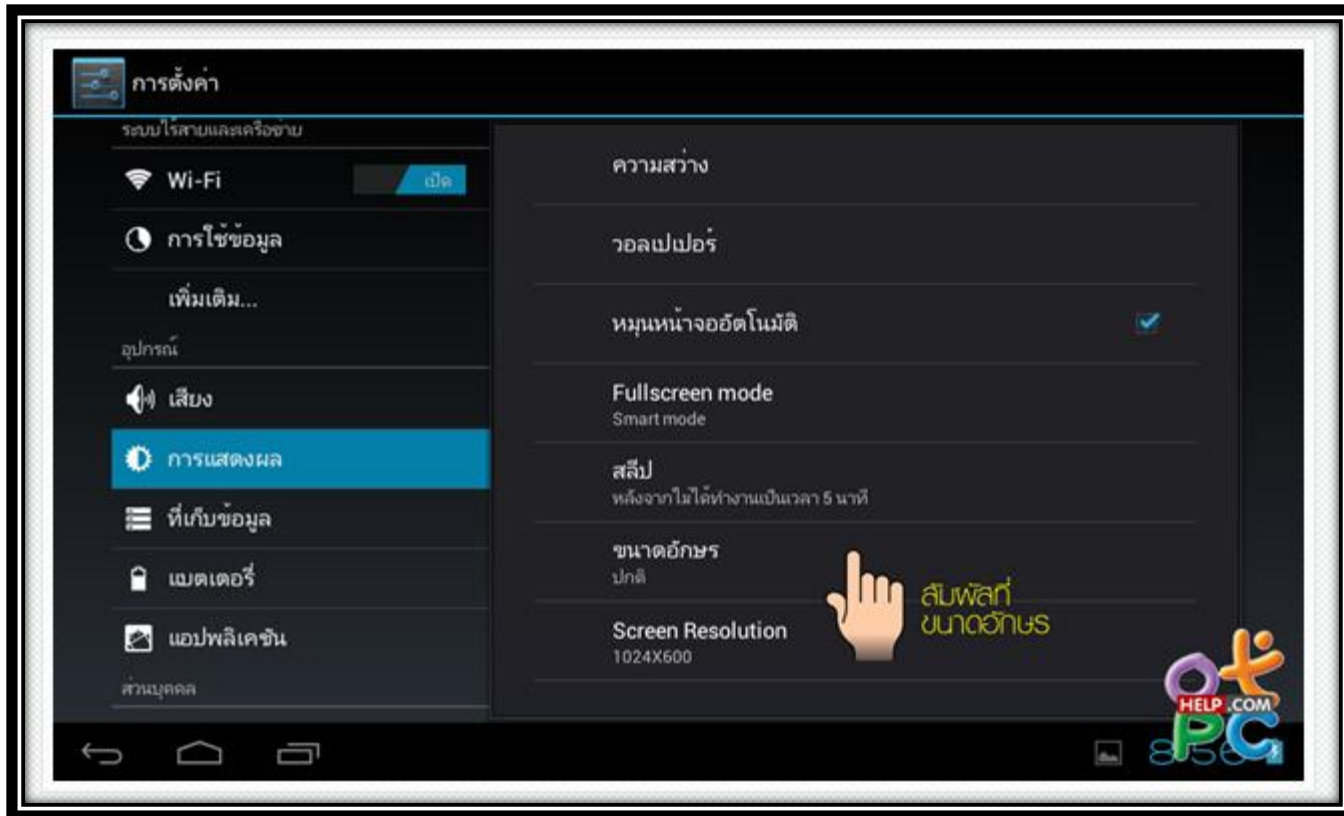 การตั้งค่า
ระบบไร้สายและเครือข่าย
Wi-Fi
เปิด
การใช้ข้อมูล
เพิ่มเติม...
อุปกรณ์
เสียง
การแสดงผล
ที่เก็บข้อมูล
แบตเตอรี่
แอปพลิเคชัน
ส่วนบุคคล
ความสว่าง
วอลเปเปอร์
หมุนหน้าจออัตโนมัติ
Fullscreen mode
Smart mode
สลีป
หลังจากไม่ได้ทำงานเป็นเวลา 5 นาที
ขนาดอักษร
ปกติ
Screen Resolution
1024X600
สัมพัสที่
ขนาดอักษร
HELP .COM
PC
8:56